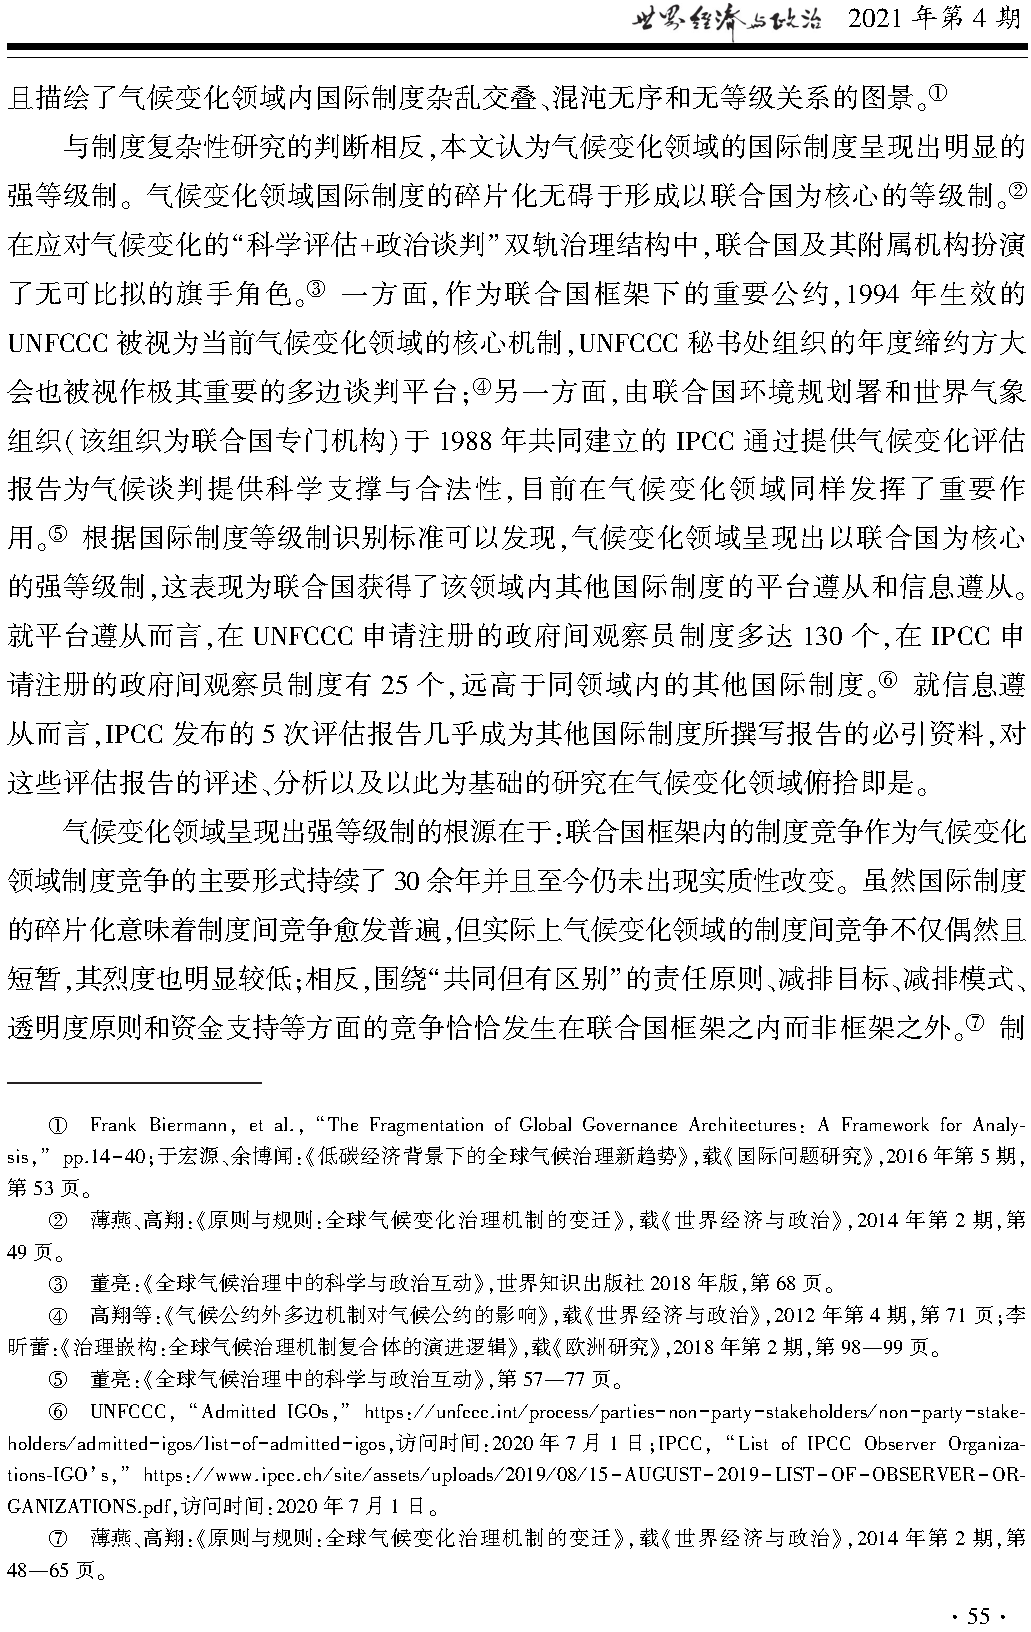 世界经济与政治 2021 年第 4 期
且描绘了气候变化领域内国际制度杂乱交叠、混沌无序和无等级关系的图景。①
与制度复杂性研究的判断相反,本文认为气候变化领域的国际制度呈现出明显的
强等级制。气候变化领域国际制度的碎片化无碍于形成以联合国为核心的等级制。②
在应对气候变化的“科学评估+政治谈判”双轨治理结构中,联合国及其附属机构扮演
了无可比拟的旗手角色。③ 一方面,作为联合国框架下的重要公约,1994 年生效的
UNFCCC 被视为当前气候变化领域的核心机制,UNFCCC 秘书处组织的年度缔约方大
会也被视作极其重要的多边谈判平台;④另一方面,由联合国环境规划署和世界气象
组织(该组织为联合国专门机构)于 1988 年共同建立的 IPCC 通过提供气候变化评估
报告为气候谈判提供科学支撑与合法性,目前在气候变化领域同样发挥了重要作
用。⑤ 根据国际制度等级制识别标准可以发现,气候变化领域呈现出以联合国为核心
的强等级制,这表现为联合国获得了该领域内其他国际制度的平台遵从和信息遵从。
就平台遵从而言,在 UNFCCC 申请注册的政府间观察员制度多达 130 个,在 IPCC 申
请注册的政府间观察员制度有 25 个,远高于同领域内的其他国际制度。⑥ 就信息遵
从而言,IPCC 发布的 5 次评估报告几乎成为其他国际制度所撰写报告的必引资料,对
这些评估报告的评述、分析以及以此为基础的研究在气候变化领域俯拾即是。
气候变化领域呈现出强等级制的根源在于:联合国框架内的制度竞争作为气候变化
领域制度竞争的主要形式持续了 30 余年并且至今仍未出现实质性改变。虽然国际制度
的碎片化意味着制度间竞争愈发普遍,但实际上气候变化领域的制度间竞争不仅偶然且
短暂,其烈度也明显较低;相反,围绕“共同但有区别”的责任原则、减排目标、减排模式、
透明度原则和资金支持等方面的竞争恰恰发生在联合国框架之内而非框架之外。⑦ 制
① Frank Biermann, et al., “The Fragmentation of Global Governance Architectures: A Framework for Analy-
sis,” pp.14-40;于宏源、余博闻:《低碳经济背景下的全球气候治理新趋势》,载《国际问题研究》,2016 年第 5 期,
第 53 页。
② 薄燕、高翔:《原则与规则:全球气候变化治理机制的变迁》,载《世界经济与政治》,2014 年第 2 期,第
49 页。
③ 董亮:《全球气候治理中的科学与政治互动》,世界知识出版社 2018 年版,第 68 页。
④ 高翔等:《气候公约外多边机制对气候公约的影响》,载《世界经济与政治》,2012 年第 4 期,第 71 页;李
昕蕾:《治理嵌构:全球气候治理机制复合体的演进逻辑》,载《欧洲研究》,2018 年第 2 期,第 98—99 页。
⑤ 董亮:《全球气候治理中的科学与政治互动》,第 57—77 页。
⑥ UNFCCC, “Admitted IGOs,” https://unfccc.int/process/parties-non-party-stakeholders/non-party-stake-
holders/admitted-igos/list-of-admitted-igos,访问时间:2020 年 7 月 1 日;IPCC, “List of IPCC Observer Organiza-
tions-IGO’s,” https://www.ipcc.ch/site/assets/uploads/2019/08/15-AUGUST-2019-LIST-OF-OBSERVER-OR-
GANIZATIONS.pdf,访问时间:2020 年 7 月 1 日。
⑦ 薄燕、高翔:《原则与规则:全球气候变化治理机制的变迁》,载《世界经济与政治》,2014 年第 2 期,第
48—65 页。
· 55 ·